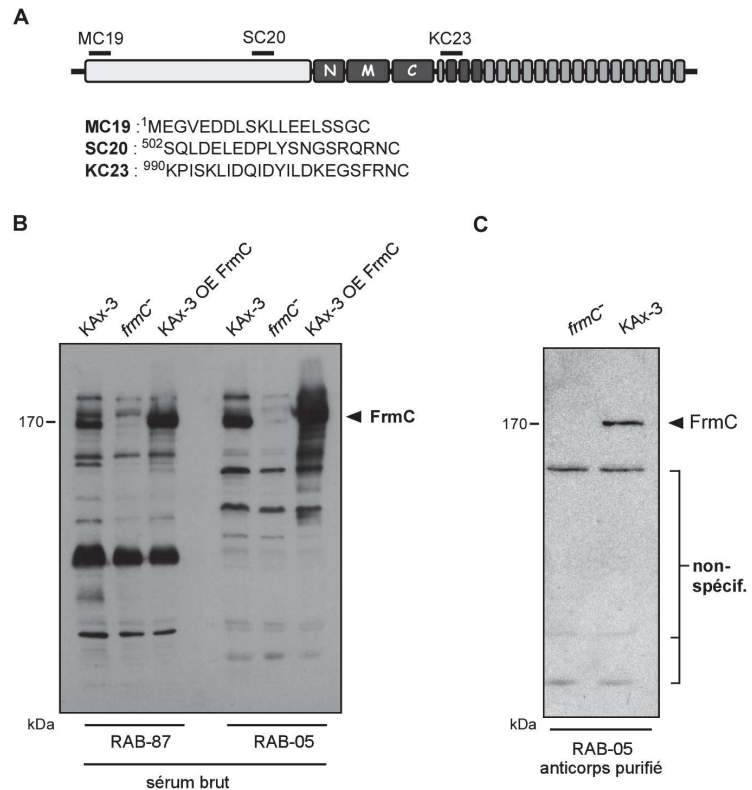 A
MC19 SC20 KC23
N M C
MC19 :¹MEGVEDDLSKLLEELSSGC
SC20 : ⁵⁰²SQLDELEDPLYSNGSRQRNC
KC23 : ⁹⁹⁰KPISKLIDQIDYILDKEGSFRNC
B
KAx-3 frmC⁻ KAx-3 OE FrmC KAx-3 frmC⁻ KAx-3 OE FrmC
170 FrmC
kDa
RAB-87 RAB-05
sérum brut
C
frmC⁻ KAx-3
170 FrmC
non-
spécif.
kDa
RAB-05
anticorps purifié